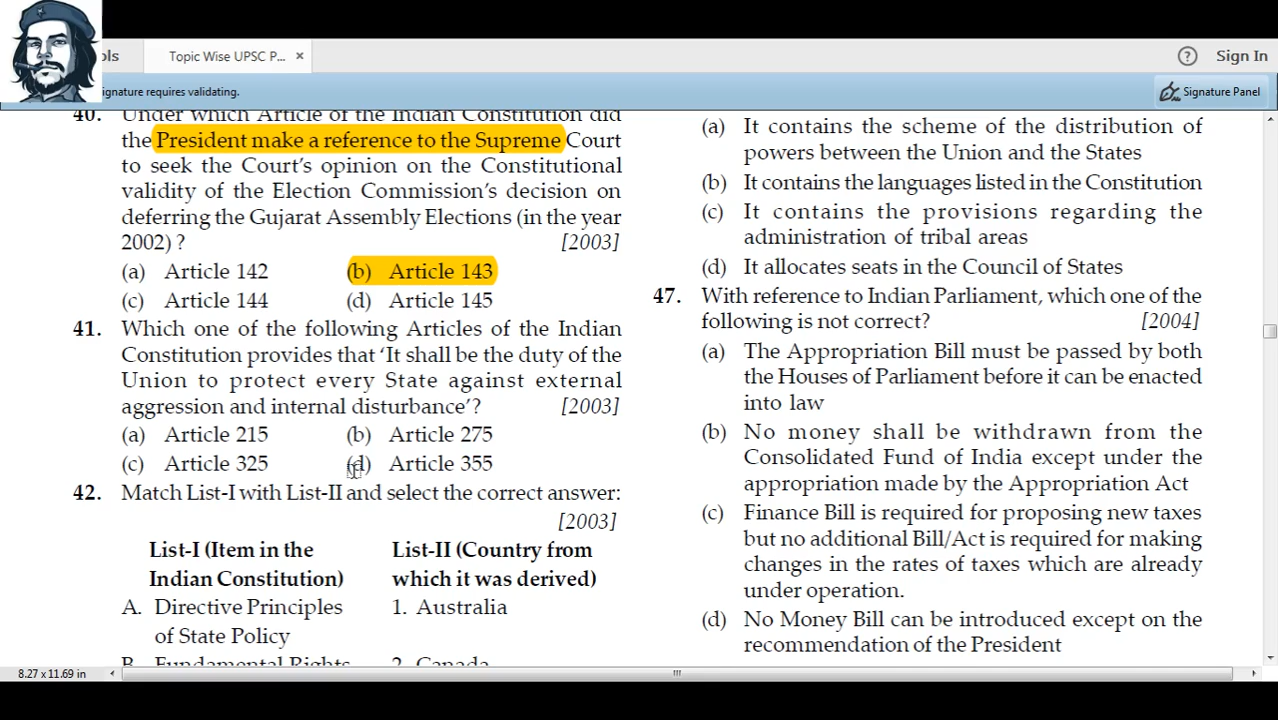 ols
Topic Wise UPSC P... ×
? Sign In
ignature requires validating.
Signature Panel
40. Under which Article of the Indian Constitution did
the President make a reference to the Supreme Court
to seek the Court's opinion on the Constitutional
validity of the Election Commission's decision on
deferring the Gujarat Assembly Elections (in the year
2002) ? [2003]
(a) Article 142 (b) Article 143
(c) Article 144 (d) Article 145
41. Which one of the following Articles of the Indian
Constitution provides that 'It shall be the duty of the
Union to protect every State against external
aggression and internal disturbance'? [2003]
(a) Article 215 (b) Article 275
(c) Article 325 (d) Article 355
42. Match List-I with List-II and select the correct answer:
[2003]
List-I (Item in the List-II (Country from
Indian Constitution) which it was derived)
A. Directive Principles 1. Australia
of State Policy
B. Fundamental Rights 2. Canada
(a) It contains the scheme of the distribution of
powers between the Union and the States
(b) It contains the languages listed in the Constitution
(c) It contains the provisions regarding the
administration of tribal areas
(d) It allocates seats in the Council of States
47. With reference to Indian Parliament, which one of the
following is not correct? [2004]
(a) The Appropriation Bill must be passed by both
the Houses of Parliament before it can be enacted
into law
(b) No money shall be withdrawn from the
Consolidated Fund of India except under the
appropriation made by the Appropriation Act
(c) Finance Bill is required for proposing new taxes
but no additional Bill/Act is required for making
changes in the rates of taxes which are already
under operation.
(d) No Money Bill can be introduced except on the
recommendation of the President
8.27 x 11.69 in